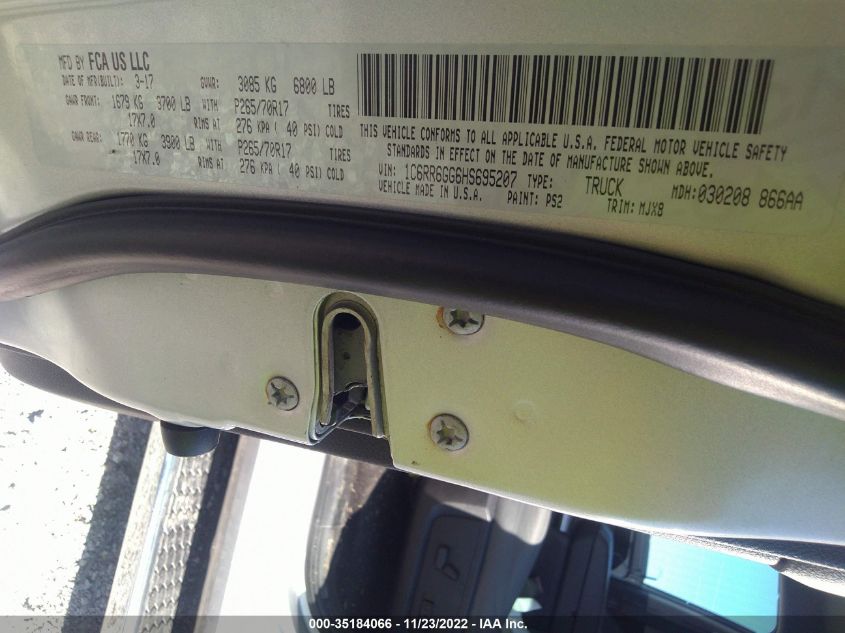 MFD BY FCA US LLC
DATE OF MFR(BUILT): 3-17 GVWR: 3085 KG 6800 LB
GAWR FRONT: 1679 KG 3700 LB WITH P265/70R17 TIRES
17X7.0 RIMS AT 276 KPA ( 40 PSI) COLD
GAWR REAR: 1770 KG 3900 LB WITH P265/70R17 TIRES
17X7.0 RIMS AT 276 KPA ( 40 PSI) COLD
THIS VEHICLE CONFORMS TO ALL APPLICABLE U.S.A. FEDERAL MOTOR VEHICLE SAFETY
STANDARDS IN EFFECT ON THE DATE OF MANUFACTURE SHOWN ABOVE.
VIN: 1C6RR6GG6HS695207 TYPE: TRUCK MDH:030208 866AA
VEHICLE MADE IN U.S.A. PAINT: PS2 TRIM: MJX8
000-35184066 - 11/23/2022 - IAA Inc.